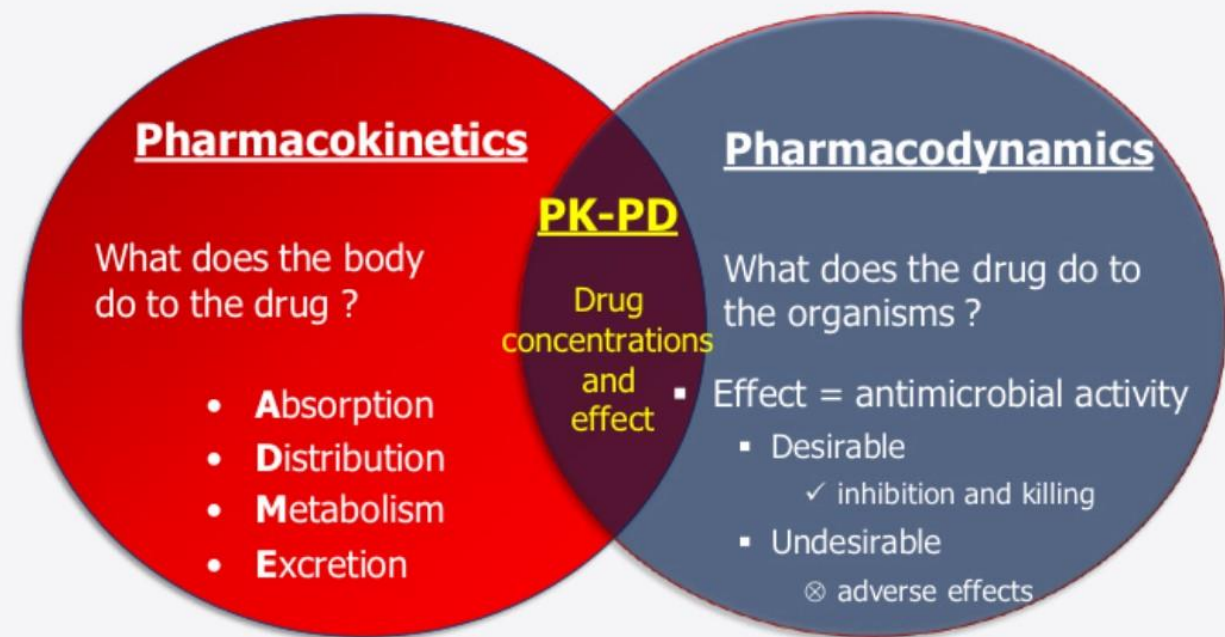 Pharmacokinetics
What does the body
do to the drug ?
• Absorption
• Distribution
• Metabolism
• Excretion
PK-PD
Drug
concentrations
and
effect
Pharmacodynamics
What does the drug do to
the organisms ?
▪ Effect = antimicrobial activity
▪ Desirable
✓ inhibition and killing
▪ Undesirable
⊗ adverse effects